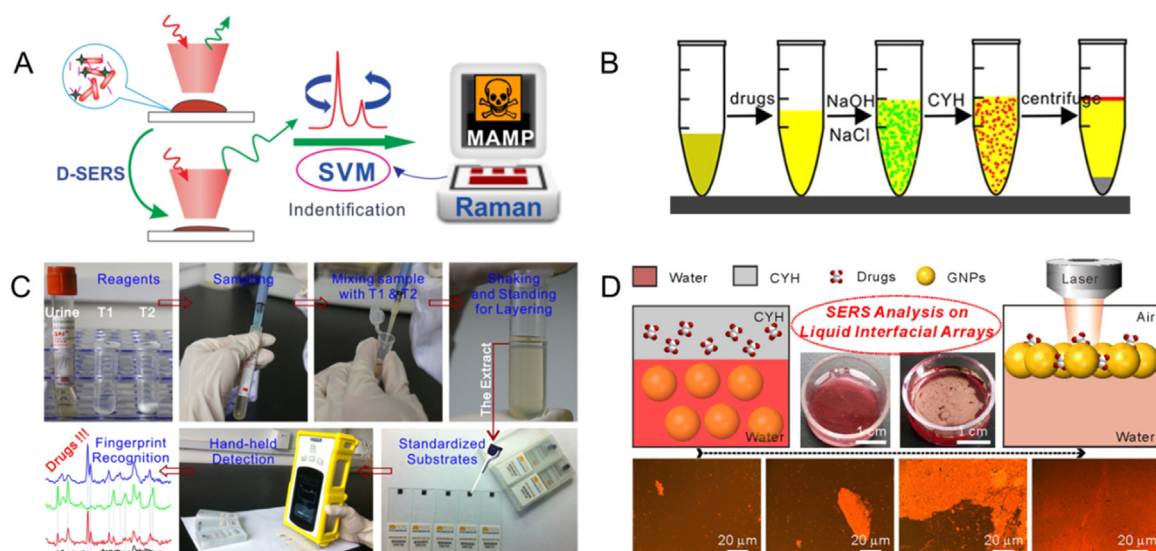 A
D-SERS
SVM
Indentification
MAMP
Raman
B
drugs
NaOH
NaCl
CYH
centrifuge
C
Reagents
Urine
T1
T2
Sampling
Mixing sample
with T1 & T2
Shaking
and Standing
for Layering
The Extract
Standardized
Substrates
Hand-held
Detection
Fingerprint
Recognition
Drugs !!!
D
Water
CYH
Drugs
GNPs
Laser
CYH
Water
SERS Analysis on
Liquid Interfacial Arrays
1 cm
1 cm
Air
Water
20 μm
20 μm
20 μm
20 μm